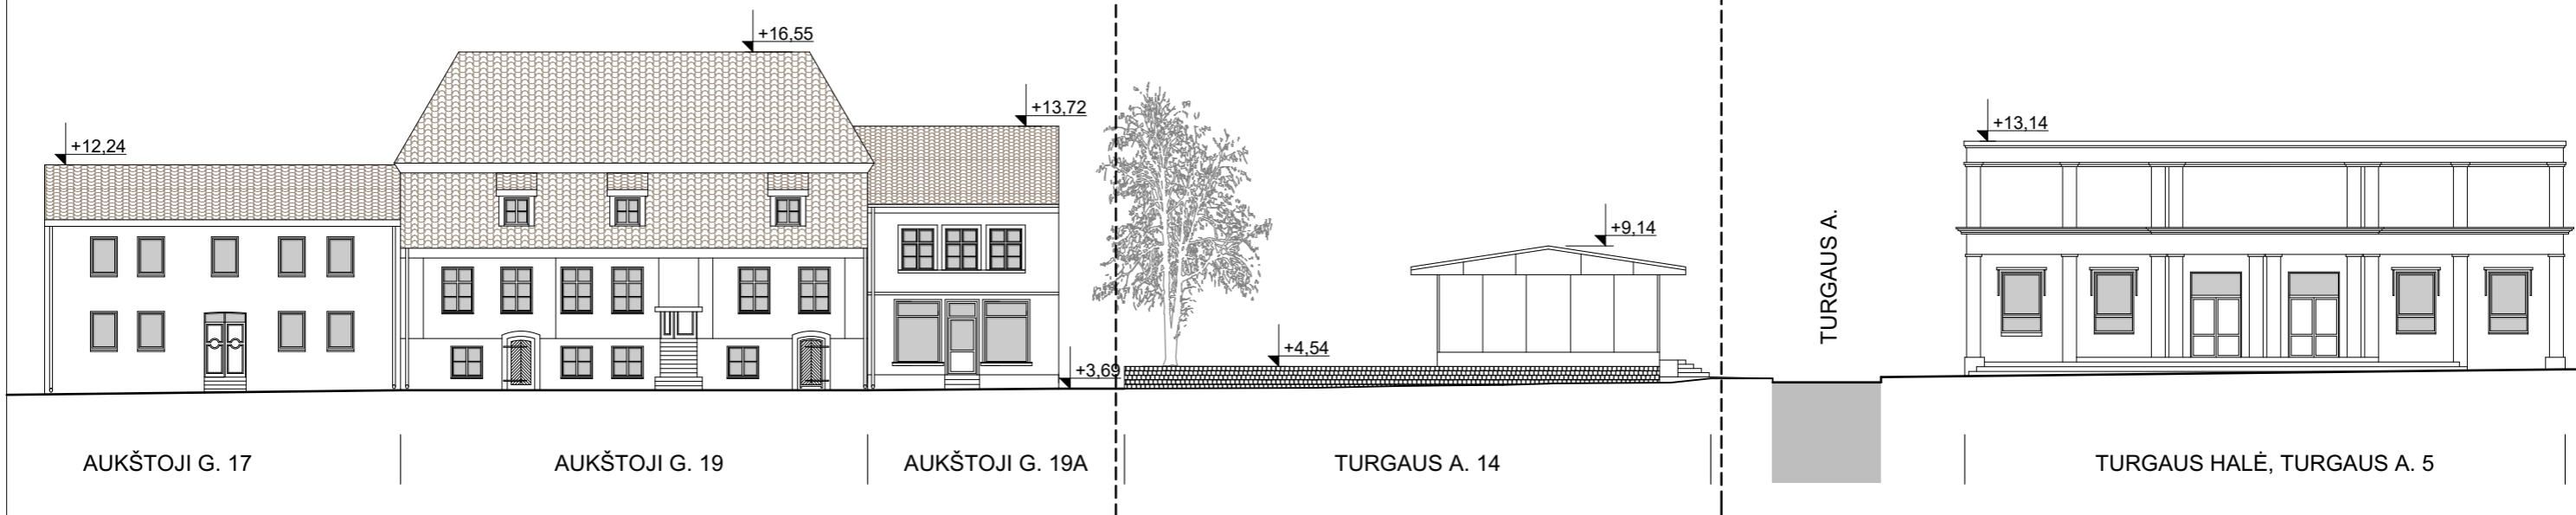 +12,24
+16,55
+13,72
+3,69
+4,54
+9,14
TURGAUS A.
+13,14
AUKŠTOJI G. 17
AUKŠTOJI G. 19
AUKŠTOJI G. 19A
TURGAUS A. 14
TURGAUS HALĖ, TURGAUS A. 5